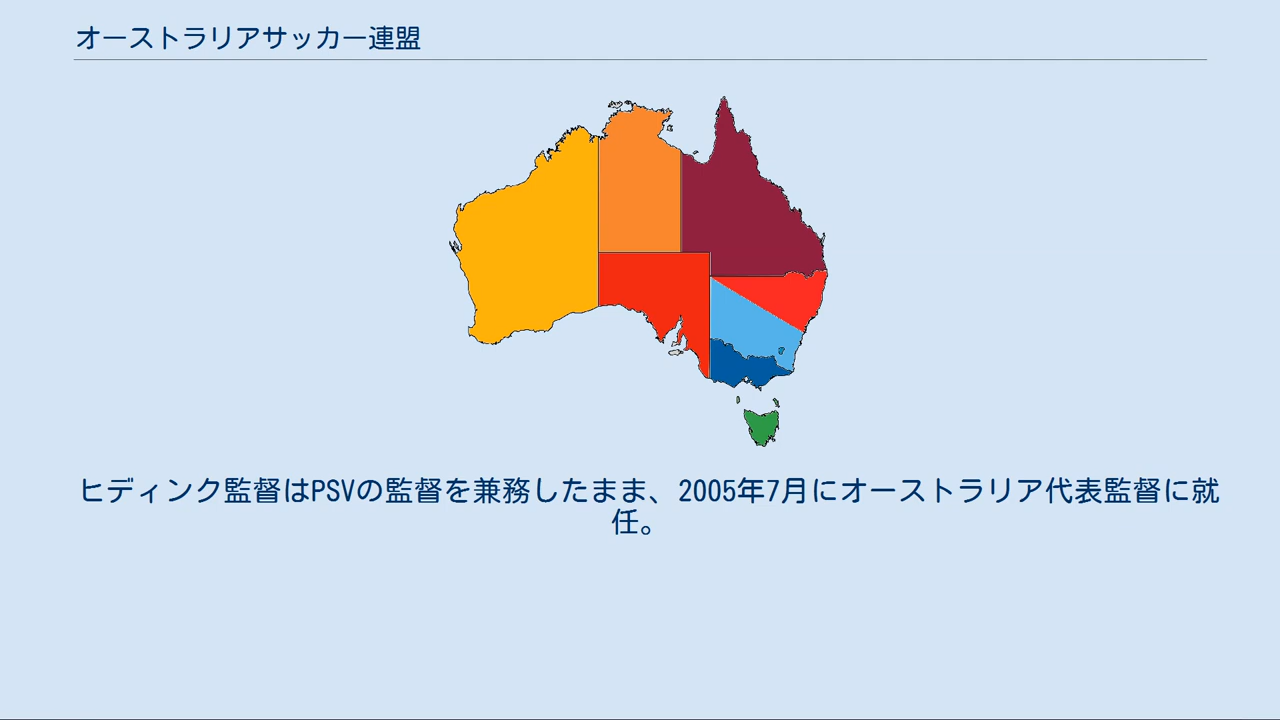 オーストラリアサッカー連盟
ヒディンク監督はPSVの監督を兼務したまま、2005年7月にオーストラリア代表監督に就
任。